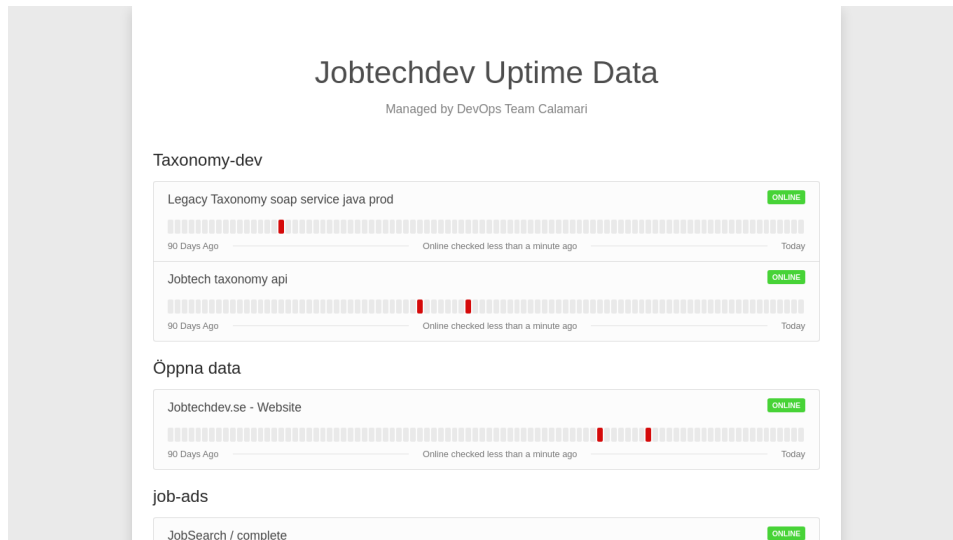 Jobtechdev Uptime Data
Managed by DevOps Team Calamari
Taxonomy-dev
Legacy Taxonomy soap service java prod ONLINE
90 Days Ago Online checked less than a minute ago Today
Jobtech taxonomy api ONLINE
90 Days Ago Online checked less than a minute ago Today
Öppna data
Jobtechdev.se - Website ONLINE
90 Days Ago Online checked less than a minute ago Today
job-ads
JobSearch / complete ONLINE